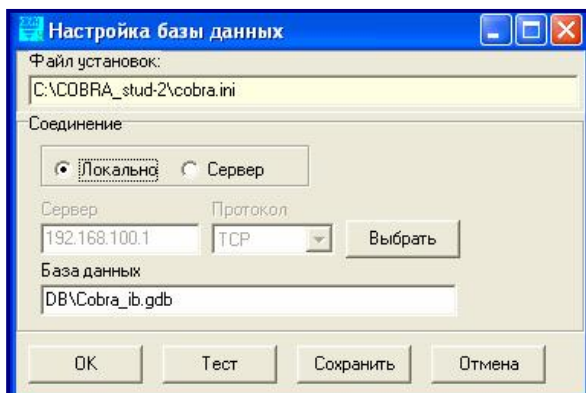 Настройка базы данных
Файл установок:
C:\COBRA_stud-2\cobra.ini
Соединение
Локально Сервер
Сервер Протокол
192.168.100.1 TCP Выбрать
База данных
DB\Cobra_ib.gdb
OK Тест Сохранить Отмена